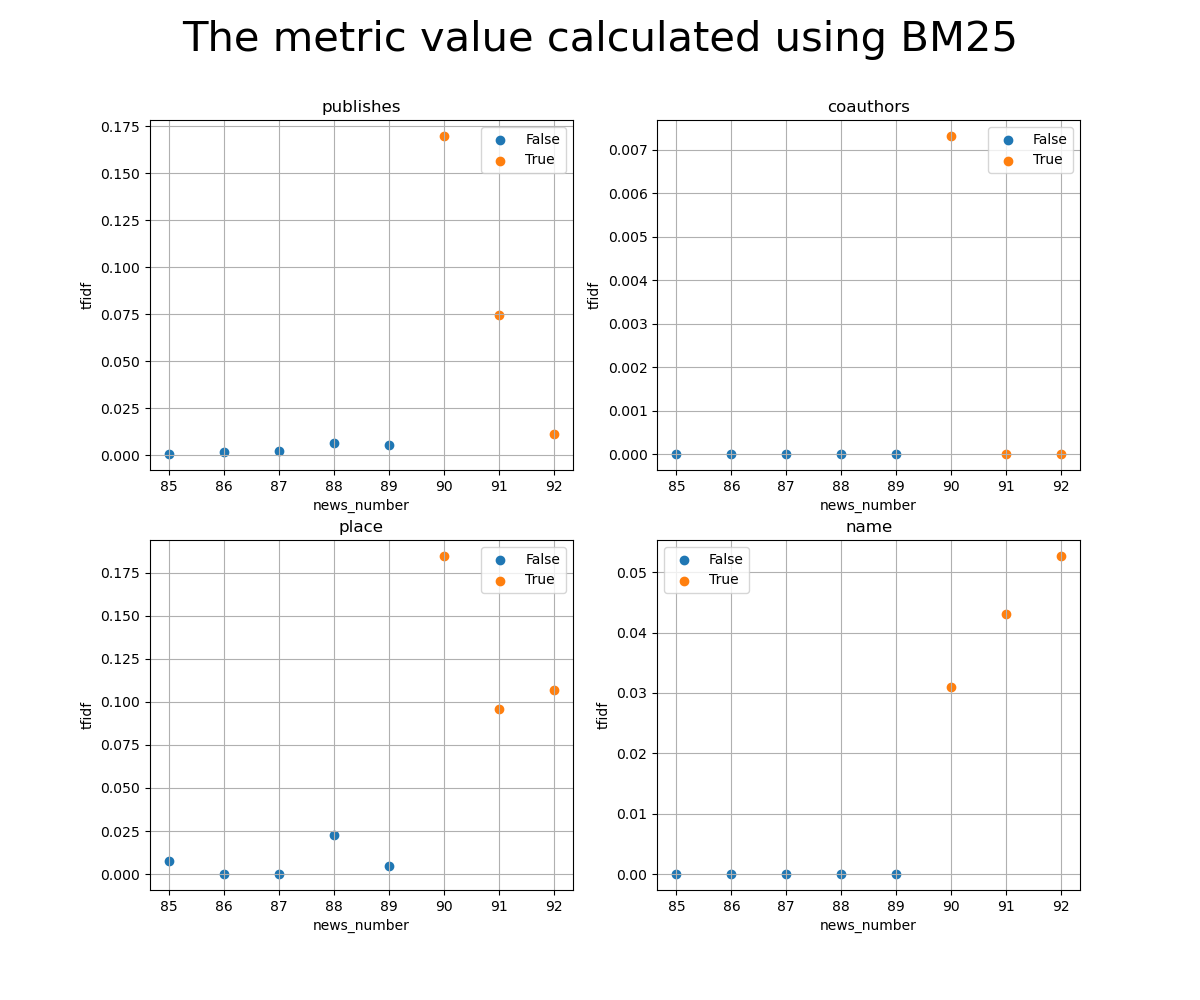 The metric value calculated using BM25
publishes
0.175
0.150
0.125
0.100
0.075
0.050
0.025
0.000
tfidf
False
True
85 86 87 88 89 90 91 92
news_number
coauthors
0.007
0.006
0.005
0.004
0.003
0.002
0.001
0.000
tfidf
False
True
85 86 87 88 89 90 91 92
news_number
place
0.175
0.150
0.125
0.100
0.075
0.050
0.025
0.000
tfidf
False
True
85 86 87 88 89 90 91 92
news_number
name
0.05
0.04
0.03
0.02
0.01
0.00
tfidf
False
True
85 86 87 88 89 90 91 92
news_number